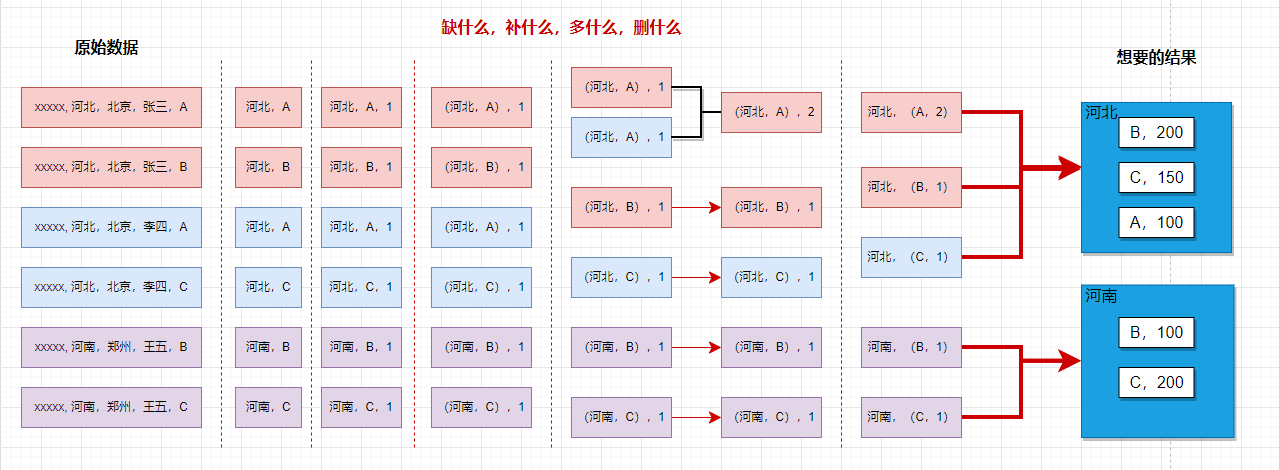 缺什么，补什么，多什么，删什么
原始数据
想要的结果
xxxxx, 河北，北京，张三，A
xxxxx, 河北，北京，张三，B
xxxxx, 河北，北京，李四，A
xxxxx, 河北，北京，李四，C
xxxxx, 河南，郑州，王五，B
xxxxx, 河南，郑州，王五，C
河北，A
河北，B
河北，A
河北，C
河南，B
河南，C
河北，A，1
河北，B，1
河北，A，1
河北，C，1
河南，B，1
河南，C，1
（河北，A），1
（河北，B），1
（河北，A），1
（河北，C），1
（河南，B），1
（河南，C），1
（河北，A），1
（河北，A），1
（河北，B），1
（河北，C），1
（河南，B），1
（河南，C），1
（河北，A），2
（河北，B），1
（河北，C），1
（河南，B），1
（河南，C），1
河北，（A，2）
河北，（B，1）
河北，（C，1）
河南，（B，1）
河南，（C，1）
河北
B，200
C，150
A，100
河南
B，100
C，200